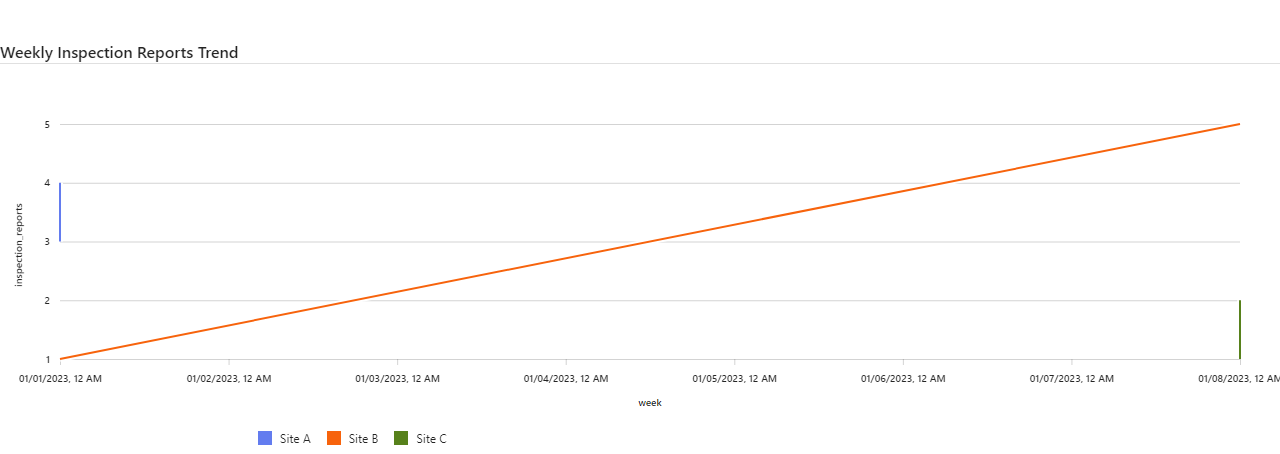 Weekly Inspection Reports Trend
5
4
3
2
1
inspection_reports
01/01/2023, 12 AM 01/02/2023, 12 AM 01/03/2023, 12 AM 01/04/2023, 12 AM 01/05/2023, 12 AM 01/06/2023, 12 AM 01/07/2023, 12 AM 01/08/2023, 12 AM
week
Site A Site B Site C